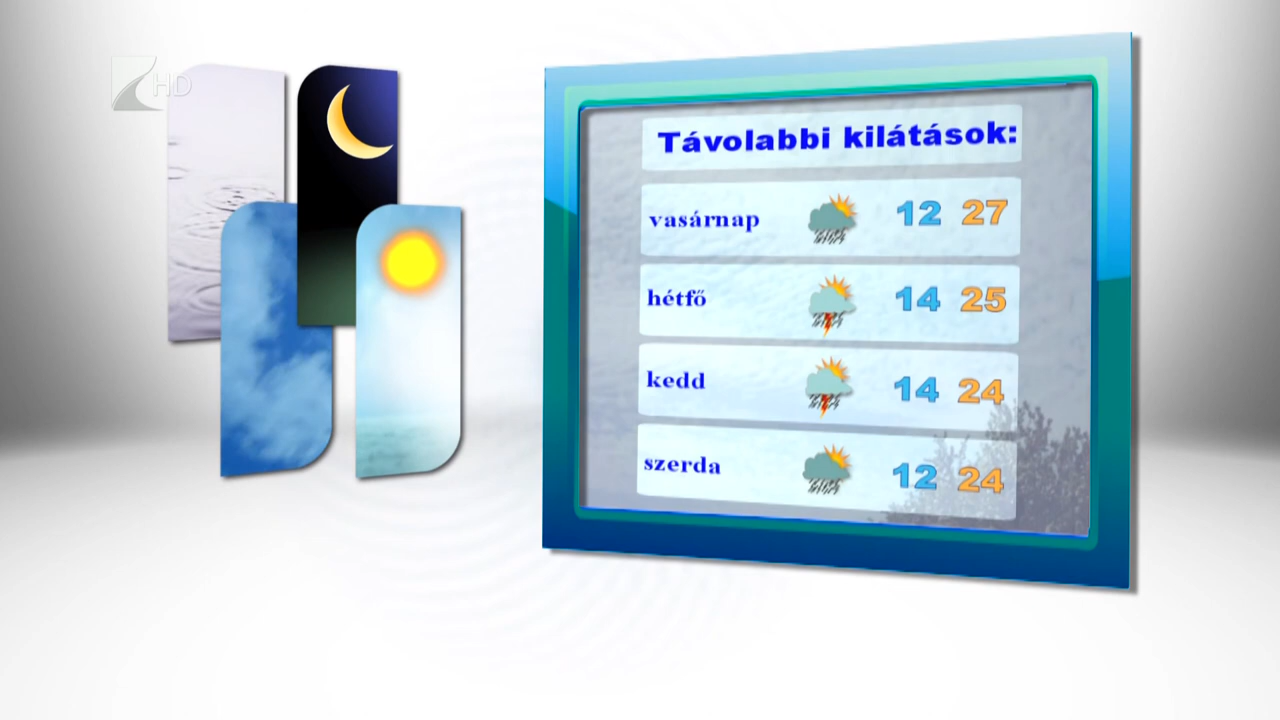 HD
Távolabbi kilátások:
vasárnap 12 27
hétfő 14 25
kedd 14 24
szerda 12 24